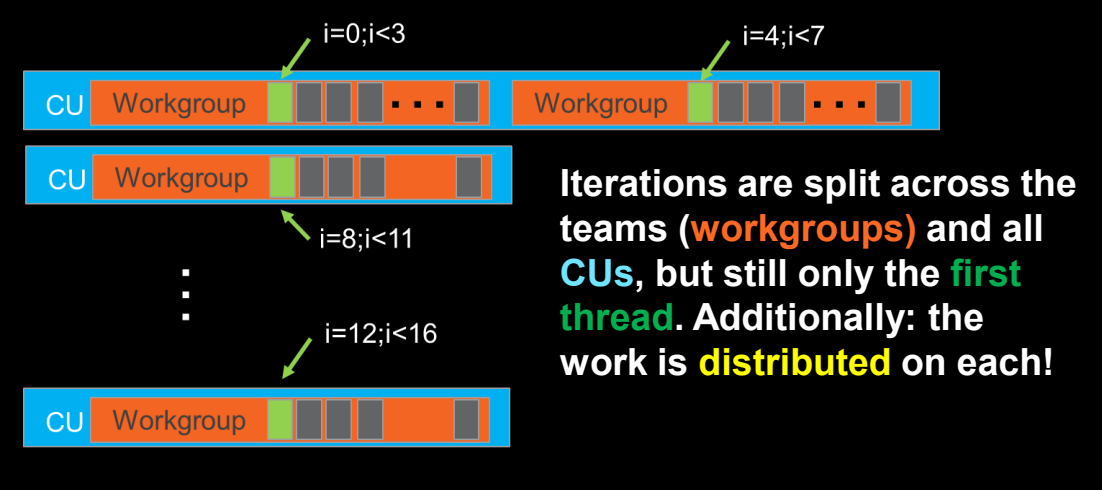 i=0;i<3
i=4;i<7
CU Workgroup Workgroup
CU Workgroup
i=8;i<11
Iterations are split across the
teams (workgroups) and all
CUs, but still only the first
thread. Additionally: the
work is distributed on each!
i=12;i<16
CU Workgroup